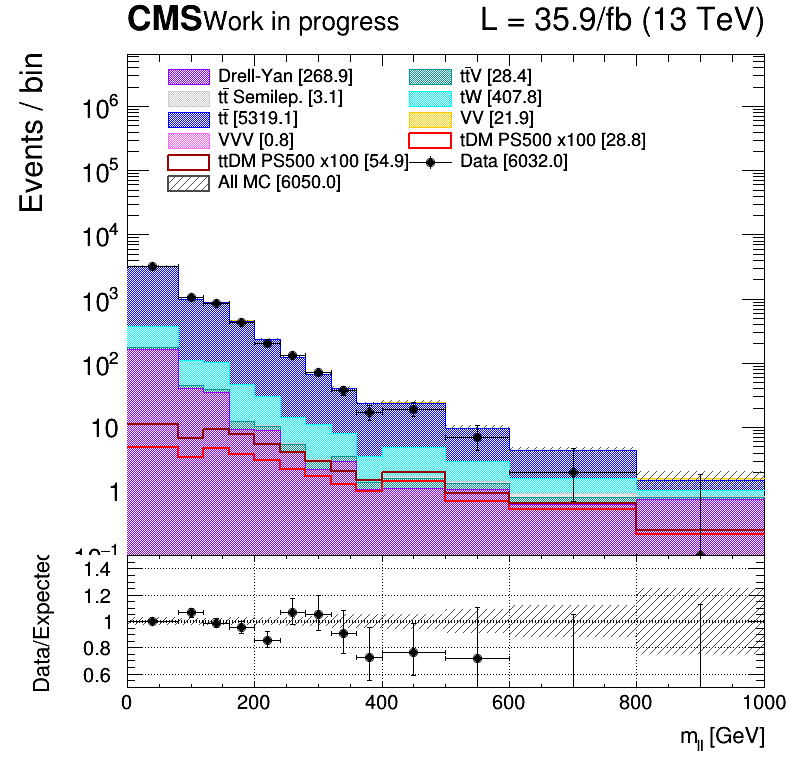 CMS Work in progress L = 35.9/fb (13 TeV)
Events / bin
Drell-Yan [268.9] tt̄V [28.4]
tt̄ Semilep. [3.1] tW [407.8]
tt̄ [5319.1] VV [21.9]
VVV [0.8] tDM PS500 x100 [28.8]
ttDM PS500 x100 [54.9] Data [6032.0]
All MC [6050.0]
10⁶
10⁵
10⁴
10³
10²
10
1
10⁻¹
Data/Expected
1.4
1.2
1
0.8
0.6
0 200 400 600 800 1000
m_ll [GeV]